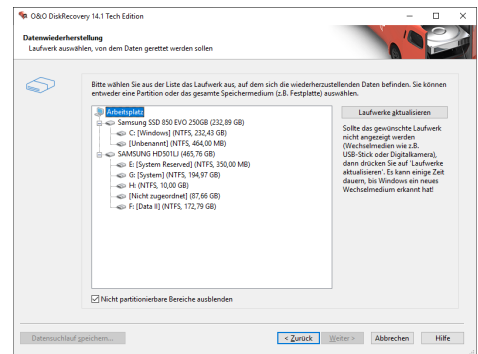 O&O DiskRecovery 14.1 Tech Edition
Datenwiederherstellung
Laufwerk auswählen, von dem Daten gerettet werden sollen
Bitte wählen Sie aus der Liste das Laufwerk aus, auf dem sich die wiederherzustellenden Daten befinden. Sie können
entweder eine Partition oder das gesamte Speichermedium (z.B. Festplatte) auswählen.
Arbeitsplatz
Samsung SSD 850 EVO 250GB (232,89 GB)
C: [Windows] (NTFS, 232,43 GB)
[Unbenannt] (NTFS, 464,00 MB)
SAMSUNG HD501LJ (465,76 GB)
E: [System Reserved] (NTFS, 350,00 MB)
G: [System] (NTFS, 194,97 GB)
H: (NTFS, 10,00 GB)
[Nicht zugeordnet] (87,66 GB)
F: [Data II] (NTFS, 172,79 GB)
Laufwerke aktualisieren
Sollte das gewünschte Laufwerk
nicht angezeigt werden
(Wechselmedien wie z.B.
USB-Stick oder Digitalkamera),
dann drücken Sie auf 'Laufwerke
aktualisieren'. Es kann einige Zeit
dauern, bis Windows ein neues
Wechselmedium erkannt hat!
Nicht partitionierbare Bereiche ausblenden
Datensuchlauf speichern...
< Zurück
Weiter >
Abbrechen
Hilfe